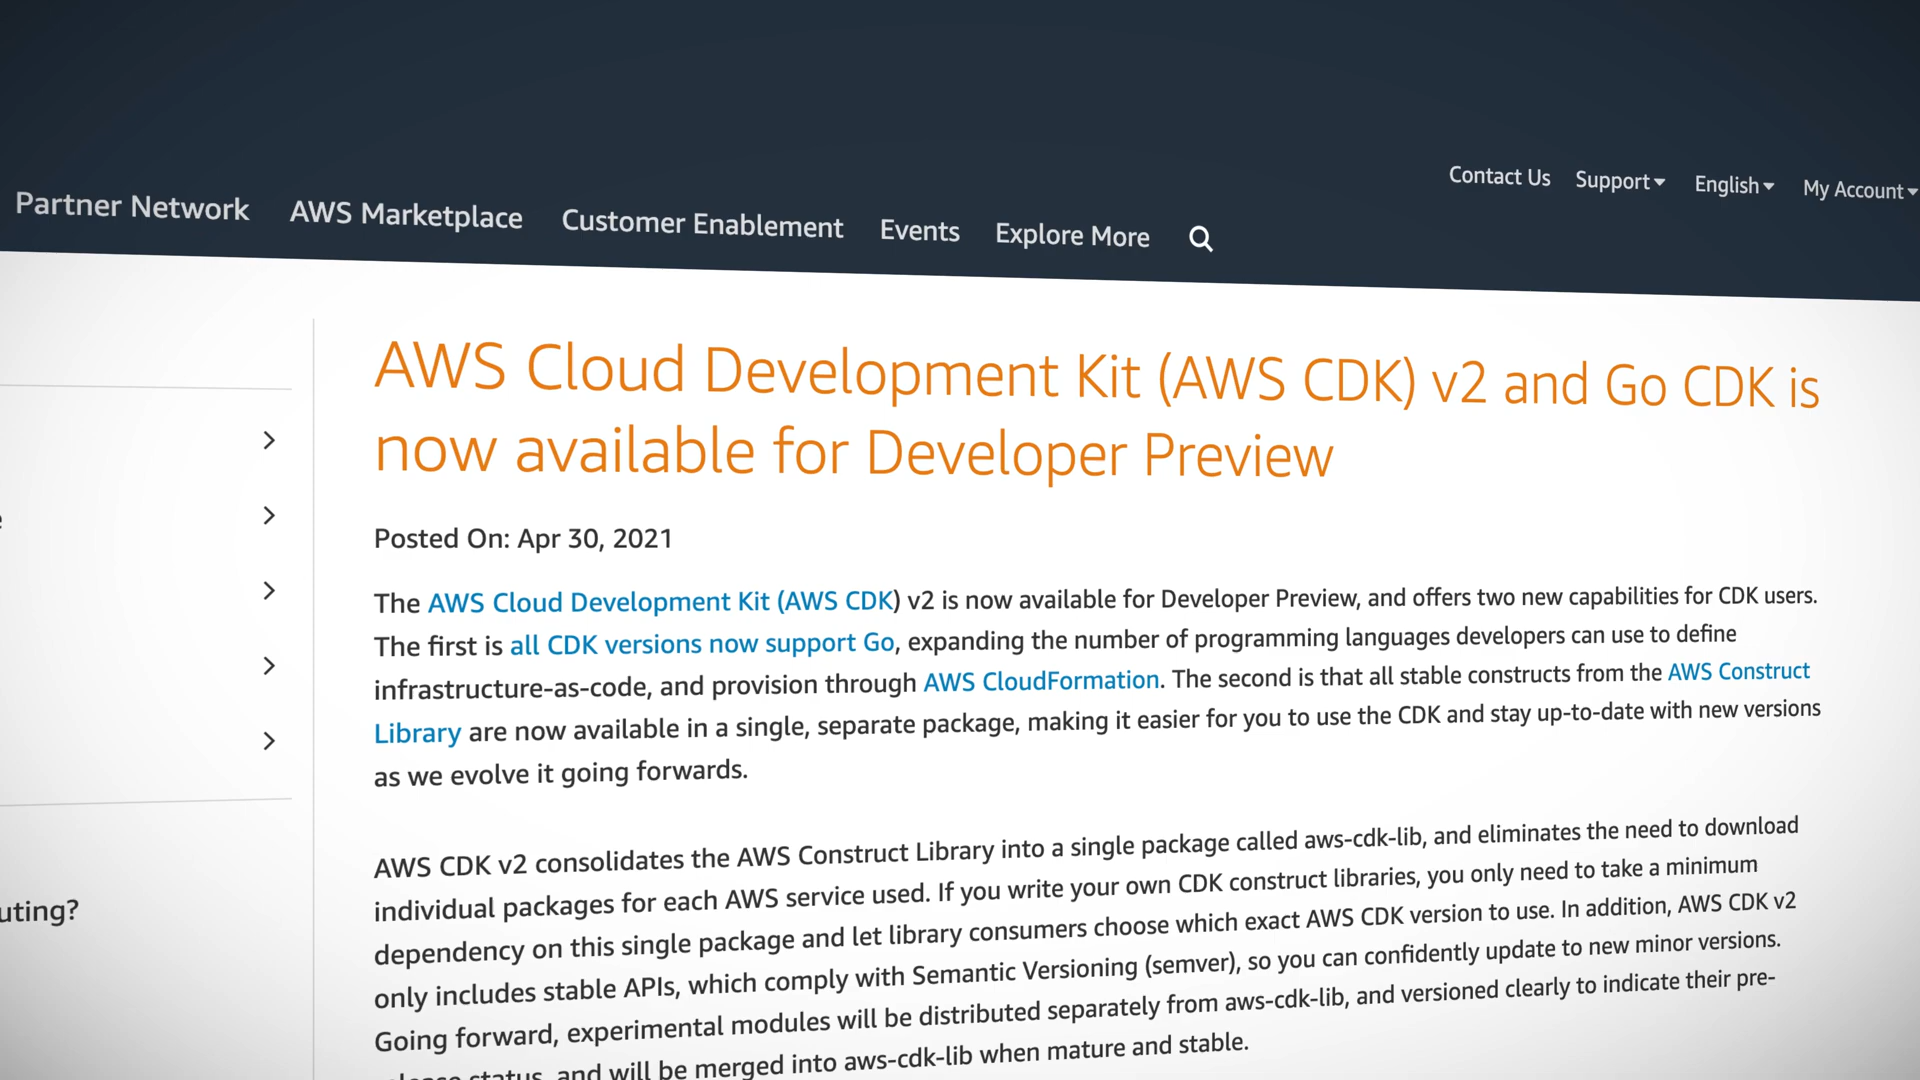 Contact Us Support English My Account
Partner Network AWS Marketplace Customer Enablement Events Explore More
AWS Cloud Development Kit (AWS CDK) v2 and Go CDK is
now available for Developer Preview
Posted On: Apr 30, 2021
The AWS Cloud Development Kit (AWS CDK) v2 is now available for Developer Preview, and offers two new capabilities for CDK users.
The first is all CDK versions now support Go, expanding the number of programming languages developers can use to define
infrastructure-as-code, and provision through AWS CloudFormation. The second is that all stable constructs from the AWS Construct
Library are now available in a single, separate package, making it easier for you to use the CDK and stay up-to-date with new versions
as we evolve it going forwards.
AWS CDK v2 consolidates the AWS Construct Library into a single package called aws-cdk-lib, and eliminates the need to download
individual packages for each AWS service used. If you write your own CDK construct libraries, you only need to take a minimum
dependency on this single package and let library consumers choose which exact AWS CDK version to use. In addition, AWS CDK v2
only includes stable APIs, which comply with Semantic Versioning (semver), so you can confidently update to new minor versions.
Going forward, experimental modules will be distributed separately from aws-cdk-lib, and versioned clearly to indicate their pre-
status, and will be merged into aws-cdk-lib when mature and stable.